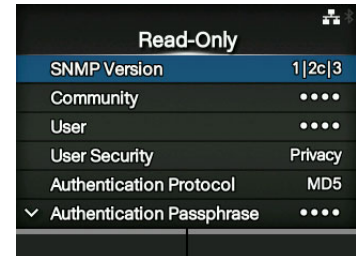 Read-Only
SNMP Version 1|2c|3
Community ••••
User ••••
User Security Privacy
Authentication Protocol MD5
Authentication Passphrase ••••